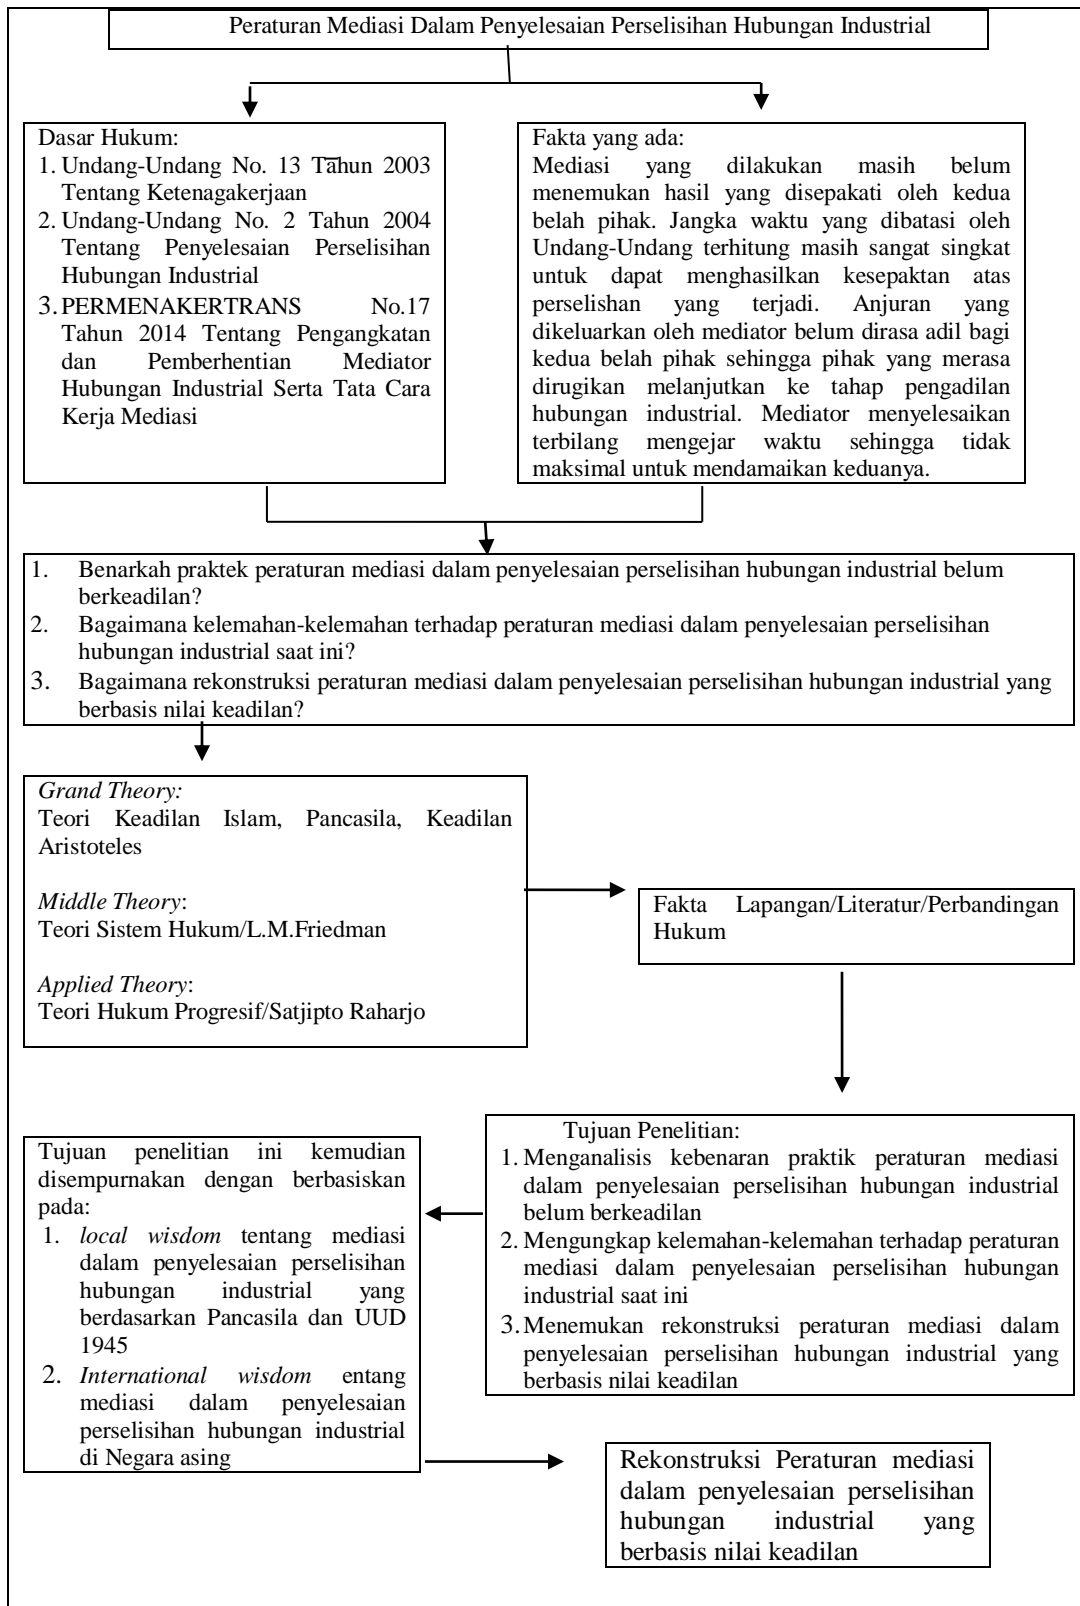 Peraturan Mediasi Dalam Penyelesaian Perselisihan Hubungan Industrial
Dasar Hukum:
1. Undang-Undang No. 13 Tahun 2003
Tentang Ketenagakerjaan
2. Undang-Undang No. 2 Tahun 2004
Tentang Penyelesaian Perselisihan
Hubungan Industrial
3. PERMENAKERTRANS No.17
Tahun 2014 Tentang Pengangkatan
dan Pemberhentian Mediator
Hubungan Industrial Serta Tata Cara
Kerja Mediasi
Fakta yang ada:
Mediasi yang dilakukan masih belum
menemukan hasil yang disepakati oleh kedua
belah pihak. Jangka waktu yang dibatasi oleh
Undang-Undang terhitung masih sangat singkat
untuk dapat menghasilkan kesepaktan atas
perselishan yang terjadi. Anjuran yang
dikeluarkan oleh mediator belum dirasa adil bagi
kedua belah pihak sehingga pihak yang merasa
dirugikan melanjutkan ke tahap pengadilan
hubungan industrial. Mediator menyelesaikan
terbilang mengejar waktu sehingga tidak
maksimal untuk mendamaikan keduanya.
1. Benarkah praktek peraturan mediasi dalam penyelesaian perselisihan hubungan industrial belum
berkeadilan?
2. Bagaimana kelemahan-kelemahan terhadap peraturan mediasi dalam penyelesaian perselisihan
hubungan industrial saat ini?
3. Bagaimana rekonstruksi peraturan mediasi dalam penyelesaian perselisihan hubungan industrial yang
berbasis nilai keadilan?
Grand Theory:
Teori Keadilan Islam, Pancasila, Keadilan
Aristoteles
Middle Theory:
Teori Sistem Hukum/L.M.Friedman
Applied Theory:
Teori Hukum Progresif/Satjipto Raharjo
Fakta Lapangan/Literatur/Perbandingan
Hukum
Tujuan Penelitian:
1. Menganalisis kebenaran praktik peraturan mediasi
dalam penyelesaian perselisihan hubungan industrial
belum berkeadilan
2. Mengungkap kelemahan-kelemahan terhadap peraturan
mediasi dalam penyelesaian perselisihan hubungan
industrial saat ini
3. Menemukan rekonstruksi peraturan mediasi dalam
penyelesaian perselisihan hubungan industrial yang
berbasis nilai keadilan
Tujuan penelitian ini kemudian
disempurnakan dengan berbasiskan
pada:
1. local wisdom tentang mediasi
dalam penyelesaian perselisihan
hubungan industrial yang
berdasarkan Pancasila dan UUD
1945
2. International wisdom entang
mediasi dalam penyelesaian
perselisihan hubungan industrial
di Negara asing
Rekonstruksi Peraturan mediasi
dalam penyelesaian perselisihan
hubungan industrial yang
berbasis nilai keadilan